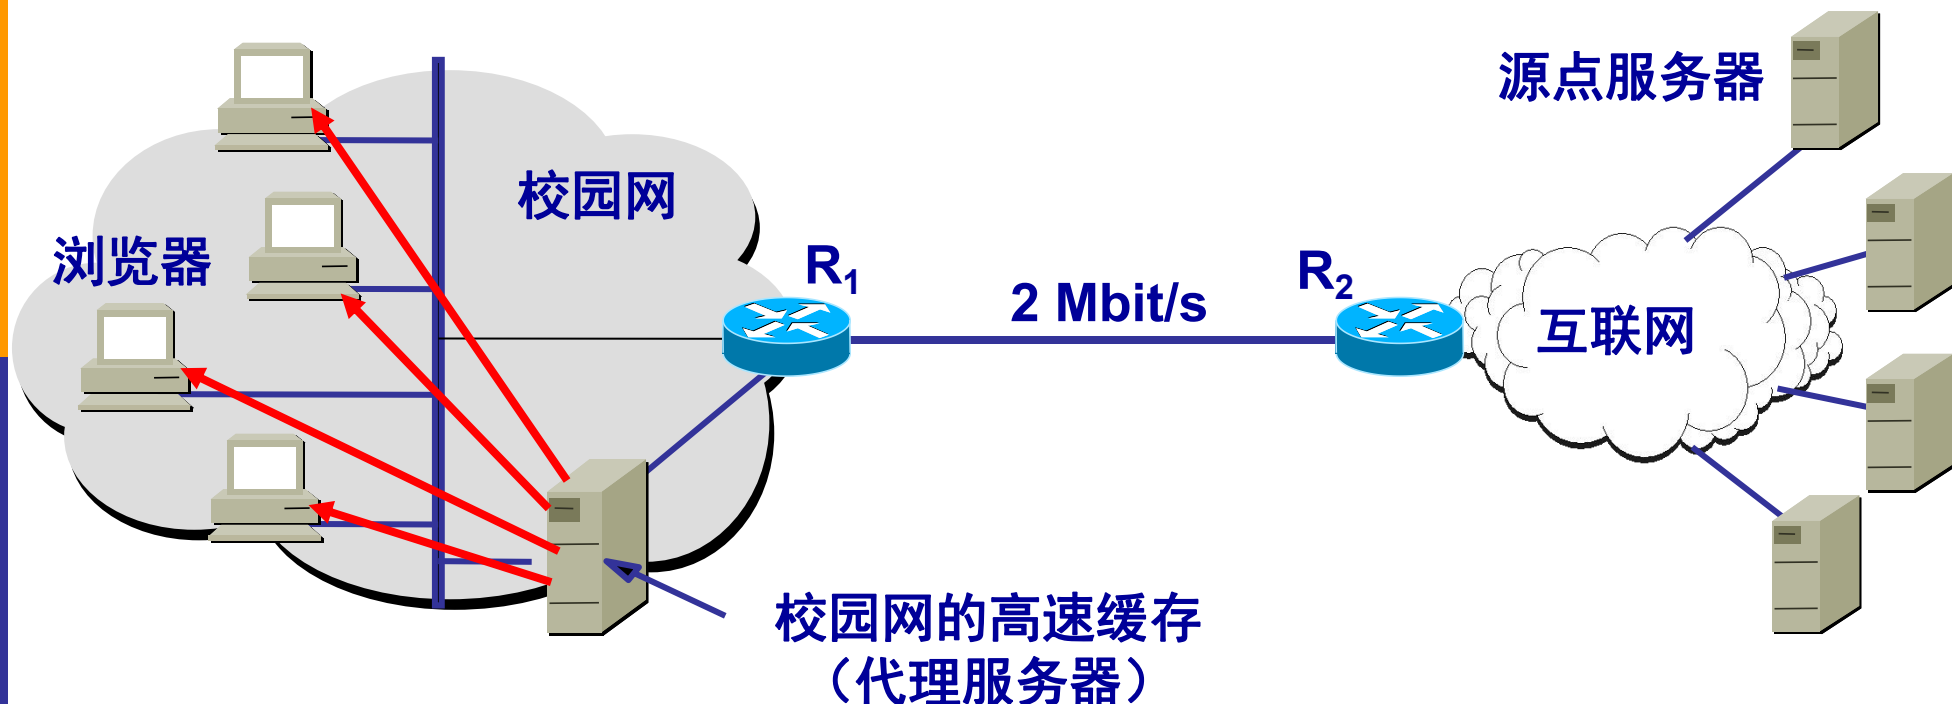 源点服务器
校园网
浏览器
R1
2 Mbit/s
R2
互联网
校园网的高速缓存
（代理服务器）